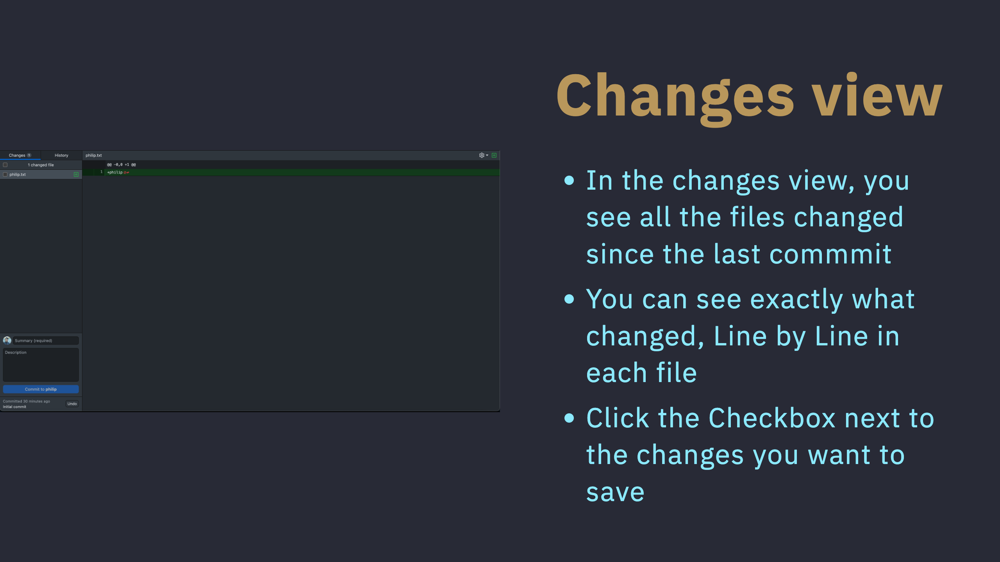 Changes view
Changes 1
History
philip.txt
1 changed file
@@ -0,0 +1 @@
philip.txt
1 +philip
Summary (required)
Description
Commit to philip
Committed 30 minutes ago
Undo
Initial commit
• In the changes view, you
see all the files changed
since the last commmit
• You can see exactly what
changed, Line by Line in
each file
• Click the Checkbox next to
the changes you want to
save